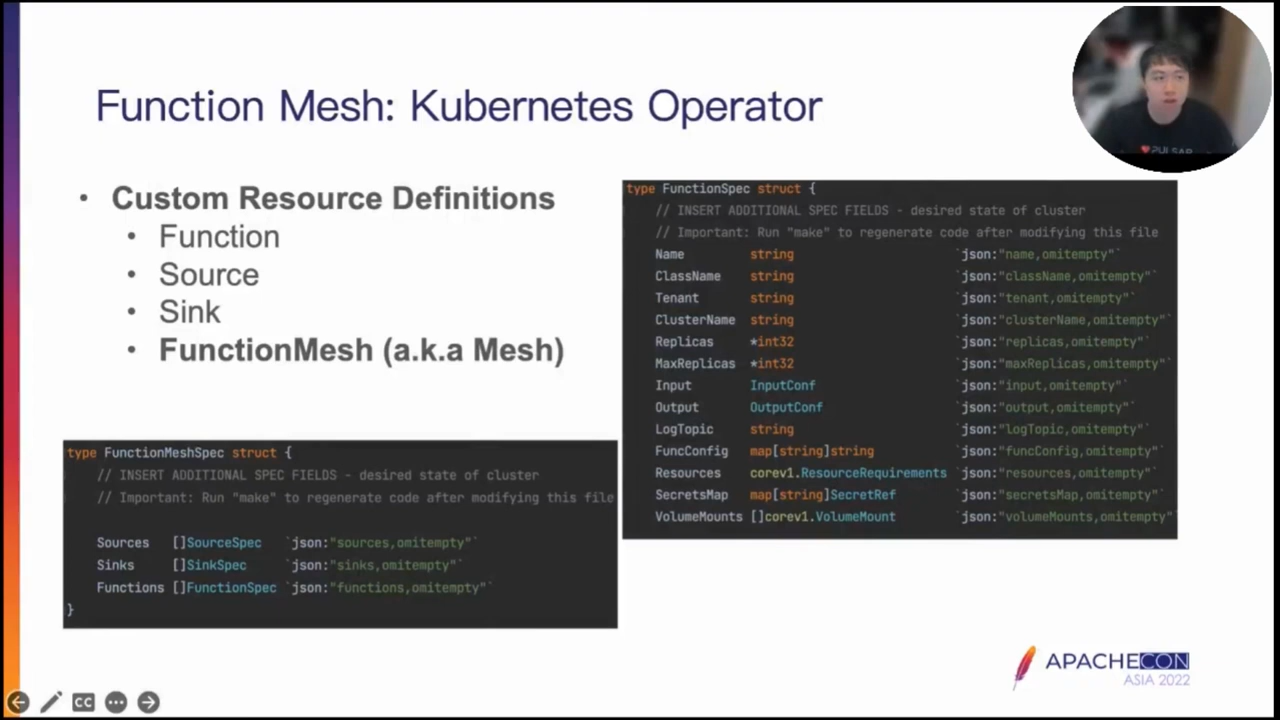 Function Mesh: Kubernetes Operator
• Custom Resource Definitions
• Function
• Source
• Sink
• FunctionMesh (a.k.a Mesh)
type FunctionMeshSpec struct {
// INSERT ADDITIONAL SPEC FIELDS - desired state of cluster
// Important: Run "make" to regenerate code after modifying this file
Sources []SourceSpec `json:"sources,omitempty"`
Sinks []SinkSpec `json:"sinks,omitempty"`
Functions []FunctionSpec `json:"functions,omitempty"`
}
type FunctionSpec struct {
// INSERT ADDITIONAL SPEC FIELDS - desired state of cluster
// Important: Run "make" to regenerate code after modifying this file
Name string `json:"name,omitempty"`
ClassName string `json:"className,omitempty"`
Tenant string `json:"tenant,omitempty"`
ClusterName string `json:"clusterName,omitempty"`
Replicas *int32 `json:"replicas,omitempty"`
MaxReplicas *int32 `json:"maxReplicas,omitempty"`
Input InputConf `json:"input,omitempty"`
Output OutputConf `json:"output,omitempty"`
LogTopic string `json:"logTopic,omitempty"`
FuncConfig map[string]string `json:"funcConfig,omitempty"`
Resources corev1.ResourceRequirements `json:"resources,omitempty"`
SecretsMap map[string]SecretRef `json:"secretsMap,omitempty"`
VolumeMounts []corev1.VolumeMount `json:"volumeMounts,omitempty"`
PULSAR
APACHECON
ASIA 2022
CC